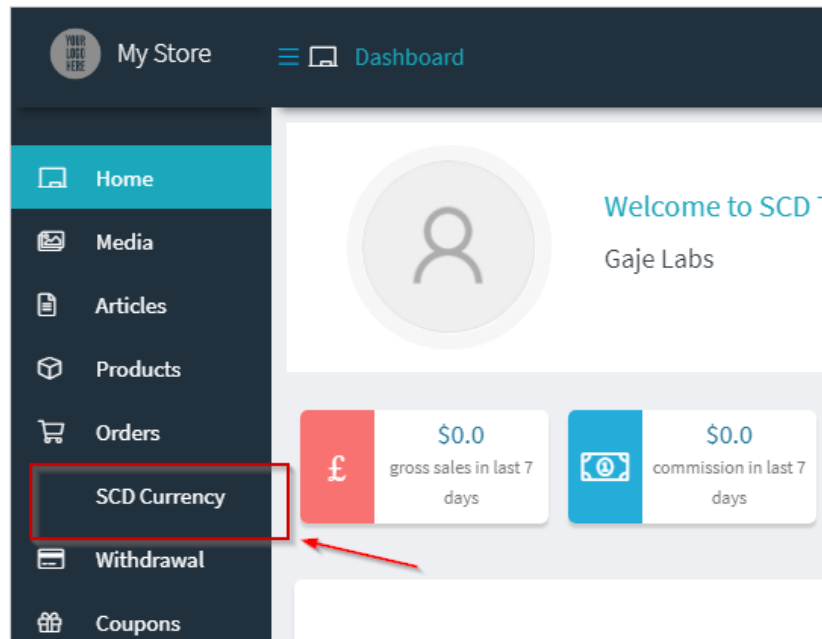 YOUR
LOGO
HERE
My Store
Dashboard
Home
Media
Articles
Products
Orders
SCD Currency
Withdrawal
Coupons
Welcome to SCD
Gaje Labs
£
$0.0
gross sales in last 7
days
1
$0.0
commission in last 7
days